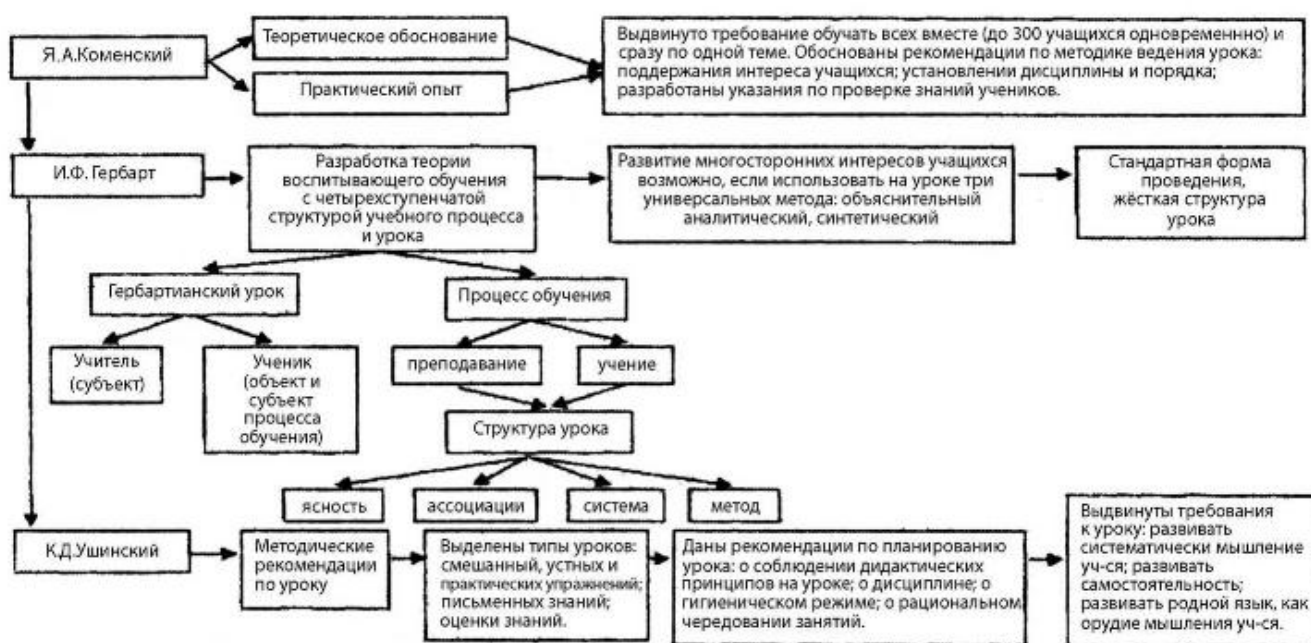 Я.А.Коменский
Теоретическое обоснование
Практический опыт
Выдвинуто требование обучать всех вместе (до 300 учащихся одновременнно) и
сразу по одной теме. Обоснованы рекомендации по методике ведения урока:
поддержания интереса учащихся; установлении дисциплины и порядка;
разработаны указания по проверке знаний учеников.
И.Ф. Гербарт
Разработка теории
воспитывающего обучения
с четырехступенчатой
структурой учебного процесса
и урока
Развитие многосторонних интересов учащихся
возможно, если использовать на уроке три
универсальных метода: объяснительный
аналитический, синтетический
Стандартная форма
проведения,
жёсткая структура
урока
Гербартианский урок
Процесс обучения
Учитель
(субъект)
Ученик
(объект и
субъект
процесса
обучения)
преподавание
учение
Структура урока
ясность
ассоциации
система
метод
К.Д.Ушинский
Методические
рекомендации
по уроку
Выделены типы уроков:
смешанный, устных и
практических упражнений;
письменных знаний;
оценки знаний.
Даны рекомендации по планированию
урока: о соблюдении дидактических
принципов на уроке; о дисциплине; о
гигиеническом режиме; о рациональном
чередовании занятий.
Выдвинуты требования
к уроку: развивать
систематически мышление
уч-ся; развивать
самостоятельность;
развивать родной язык, как
орудие мышления уч-ся.